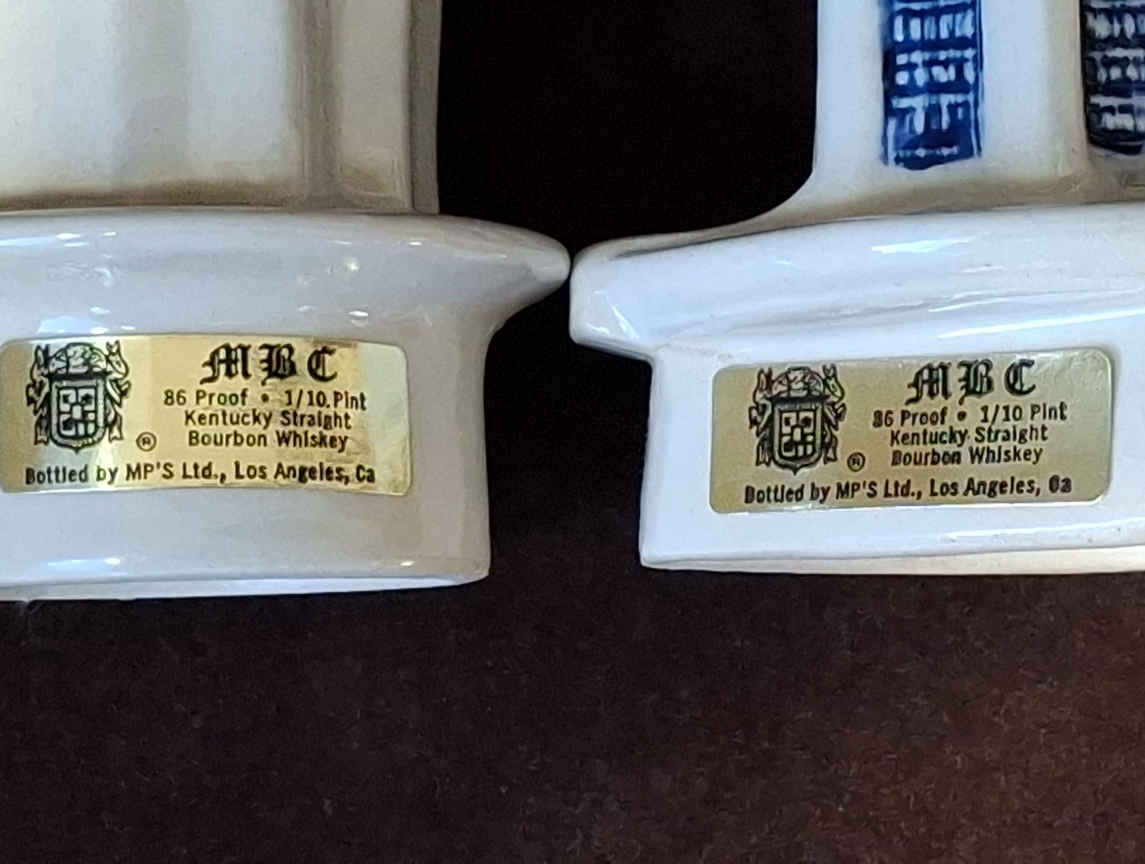 MBC
86 Proof • 1/10 Pint
Kentucky Straight
Bourbon Whiskey
®
Bottled by MP'S Ltd., Los Angeles, Ca
MBC
86 Proof • 1/10 Pint
Kentucky Straight
Bourbon Whiskey
®
Bottled by MP'S Ltd., Los Angeles, Ca